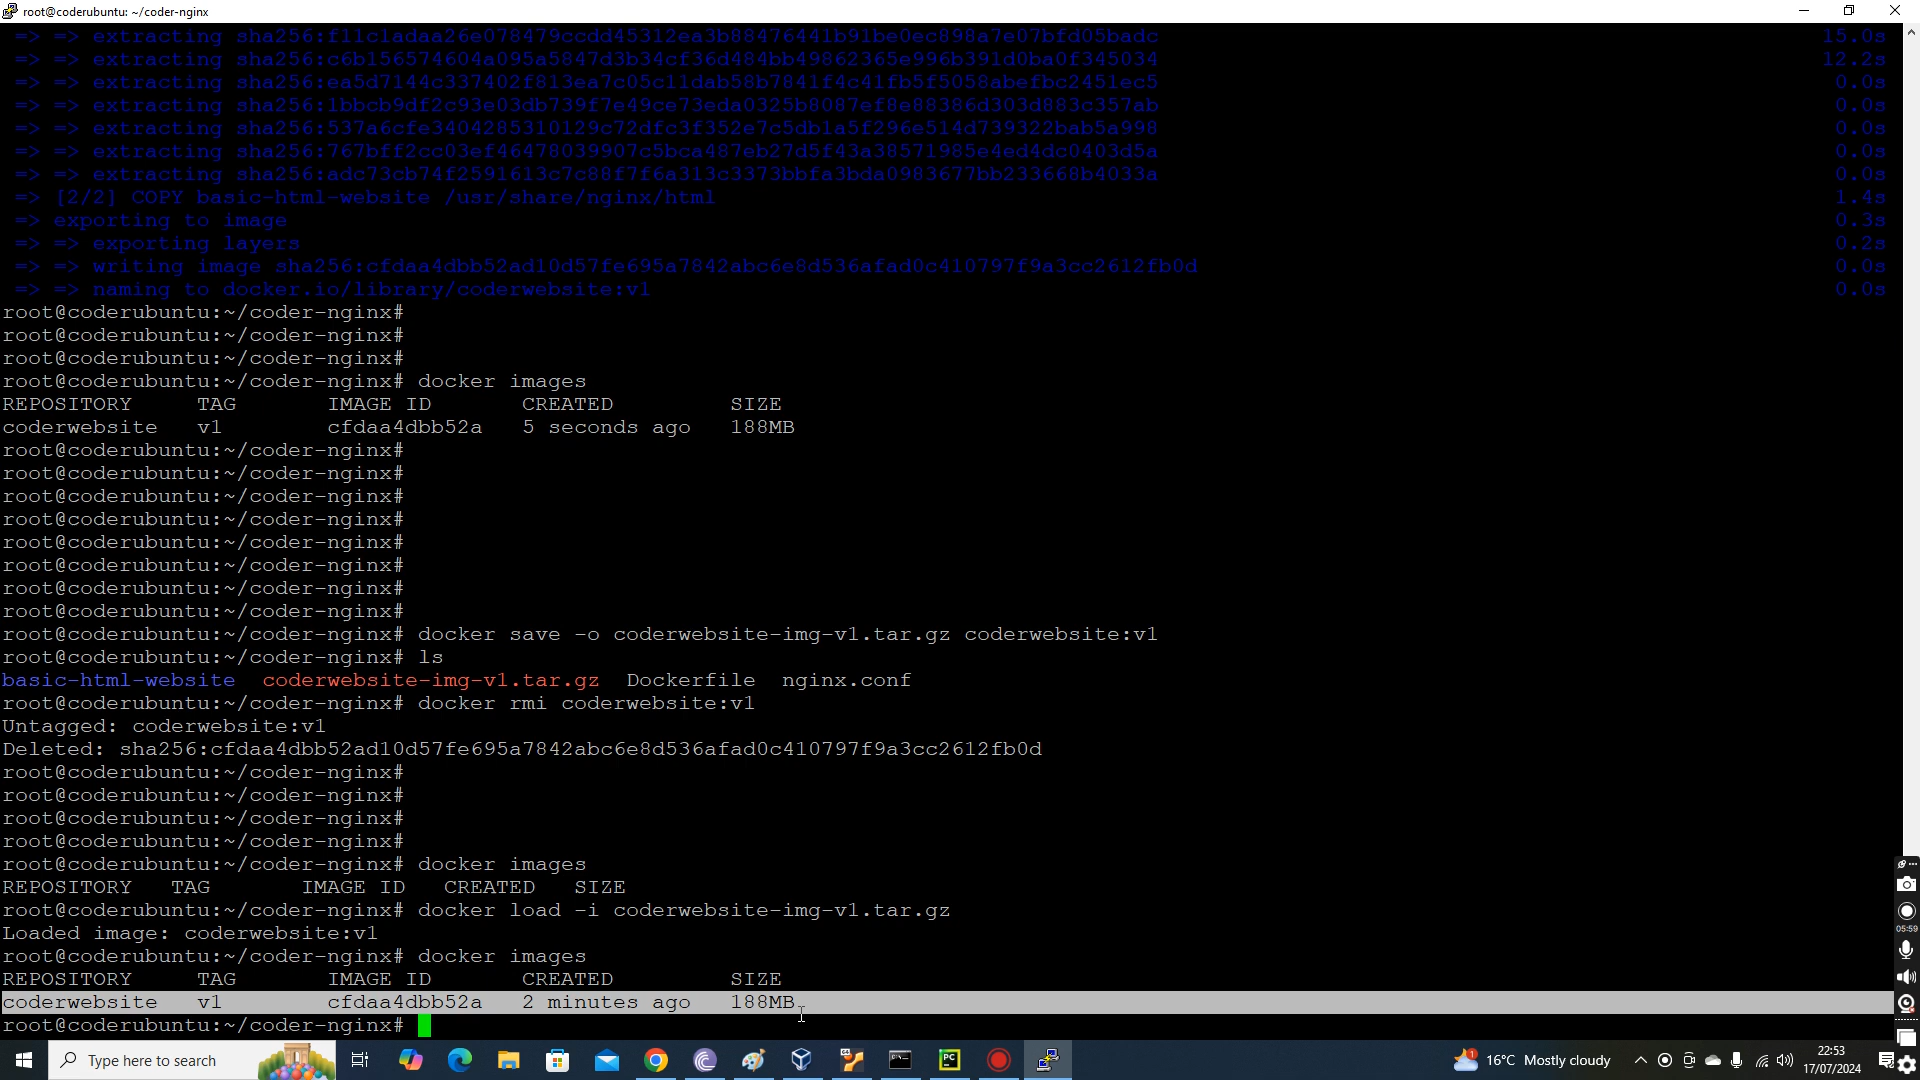 root@coderubuntu: ~/coder-nginx
=> => extracting sha256:f11c1adaa26e078479ccdd45312ea3b88476441b91be0ec898a7e07bfd05badc 15.0s
=> => extracting sha256:c6b156574604a095a5847d3b34cf36d484bb49862365e996b391d0ba0f345034 12.2s
=> => extracting sha256:ea5d7144c337402f813ea7c05c11dab58b7841f4c41fb5f5058abefbc2451ec5 0.0s
=> => extracting sha256:1bbcb9df2c93e03db739f7e49ce73eda0325b8087ef8e88386d303d883c357ab 0.0s
=> => extracting sha256:537a6cfe3404285310129c72dfc3f352e7c5db1a5f296e514d739322bab5a998 0.0s
=> => extracting sha256:767bff2cc03ef46478039907c5bca487eb27d5f43a38571985e4ed4dc0403d5a 0.0s
=> => extracting sha256:adc73cb74f2591613c7c88f7f6a313c3373bbfa3bda0983677bb233668b4033a 0.0s
=> [2/2] COPY basic-html-website /usr/share/nginx/html 1.4s
=> exporting to image 0.3s
=> => exporting layers 0.2s
=> => writing image sha256:cfdaa4dbb52ad10d57fe695a7842abc6e8d536afad0c410797f9a3cc2612fb0d 0.0s
=> => naming to docker.io/library/coderwebsite:v1 0.0s
root@coderubuntu:~/coder-nginx#
root@coderubuntu:~/coder-nginx#
root@coderubuntu:~/coder-nginx#
root@coderubuntu:~/coder-nginx# docker images
REPOSITORY TAG IMAGE ID CREATED SIZE
coderwebsite v1 cfdaa4dbb52a 5 seconds ago 188MB
root@coderubuntu:~/coder-nginx#
root@coderubuntu:~/coder-nginx#
root@coderubuntu:~/coder-nginx#
root@coderubuntu:~/coder-nginx#
root@coderubuntu:~/coder-nginx#
root@coderubuntu:~/coder-nginx#
root@coderubuntu:~/coder-nginx#
root@coderubuntu:~/coder-nginx#
root@coderubuntu:~/coder-nginx# docker save -o coderwebsite-img-v1.tar.gz coderwebsite:v1
root@coderubuntu:~/coder-nginx# ls
basic-html-website coderwebsite-img-v1.tar.gz Dockerfile nginx.conf
root@coderubuntu:~/coder-nginx# docker rmi coderwebsite:v1
Untagged: coderwebsite:v1
Deleted: sha256:cfdaa4dbb52ad10d57fe695a7842abc6e8d536afad0c410797f9a3cc2612fb0d
root@coderubuntu:~/coder-nginx#
root@coderubuntu:~/coder-nginx#
root@coderubuntu:~/coder-nginx#
root@coderubuntu:~/coder-nginx#
root@coderubuntu:~/coder-nginx# docker images
REPOSITORY TAG IMAGE ID CREATED SIZE
root@coderubuntu:~/coder-nginx# docker load -i coderwebsite-img-v1.tar.gz
Loaded image: coderwebsite:v1
root@coderubuntu:~/coder-nginx# docker images
REPOSITORY TAG IMAGE ID CREATED SIZE
coderwebsite v1 cfdaa4dbb52a 2 minutes ago 188MB
root@coderubuntu:~/coder-nginx#
05:59
Type here to search
PC
1
16°C Mostly cloudy
22:53
17/07/2024